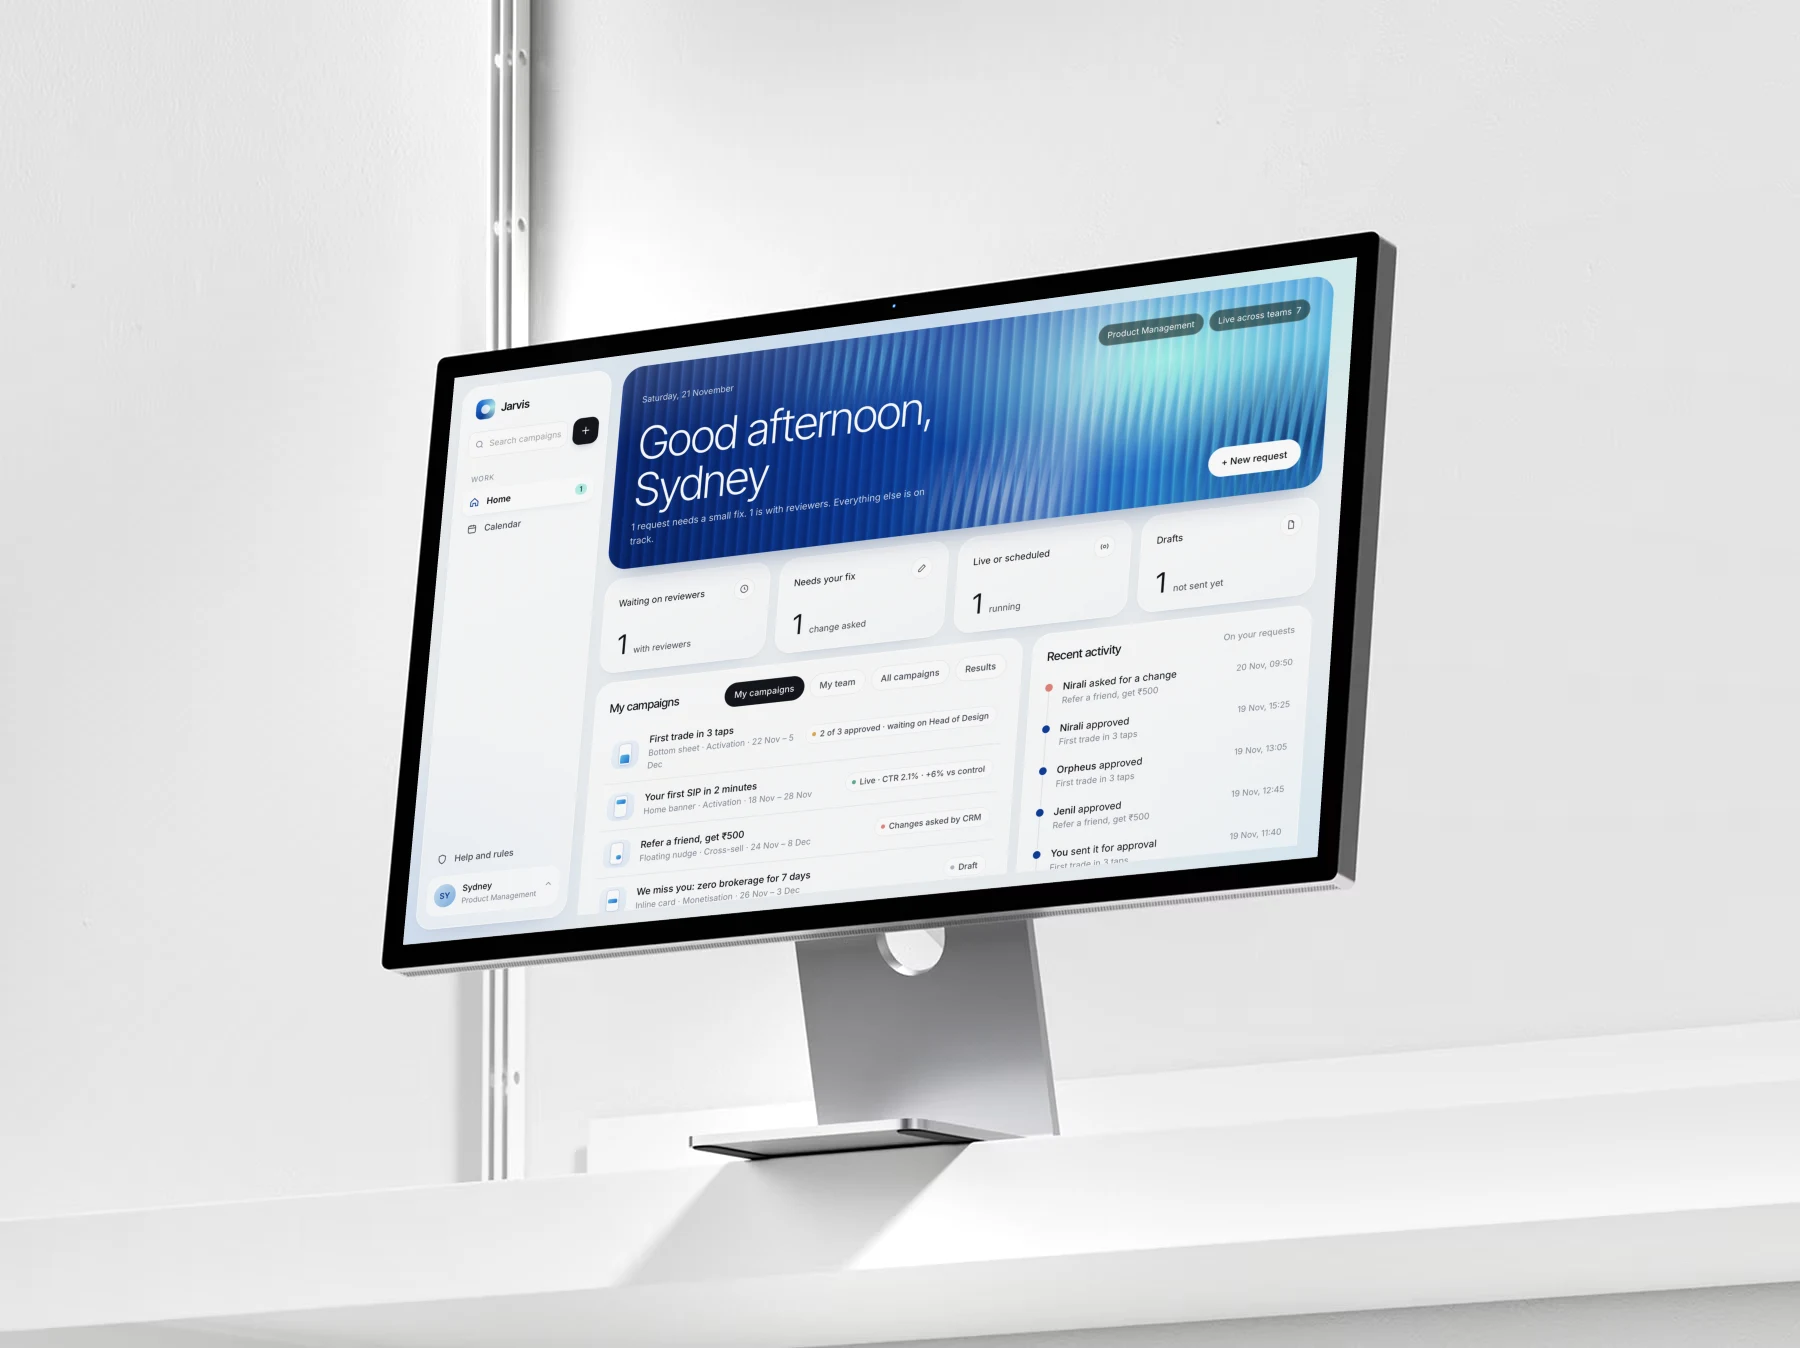 Jarvis
Search campaigns
+
WORK
Home 1
Calendar
Help and rules
SY
Sydney
Product Management
Product Management
Live across teams 7
Saturday, 21 November
Good afternoon,
Sydney
1 request needs a small fix. 1 is with reviewers. Everything else is on
track.
+ New request
Waiting on reviewers
1 with reviewers
Needs your fix
1 change asked
Live or scheduled
1 running
Drafts
1 not sent yet
My campaigns
My campaigns
My team
All campaigns
Results
First trade in 3 taps
Bottom sheet · Activation · 22 Nov – 5
Dec
2 of 3 approved · waiting on Head of Design
Your first SIP in 2 minutes
Home banner · Activation · 18 Nov – 28 Nov
Live · CTR 2.1% · +6% vs control
Refer a friend, get ₹500
Floating nudge · Cross-sell · 24 Nov – 8 Dec
Changes asked by CRM
We miss you: zero brokerage for 7 days
Inline card · Monetisation · 26 Nov – 3 Dec
Draft
Recent activity
On your requests
Nirali asked for a change
Refer a friend, get ₹500
20 Nov, 09:50
Nirali approved
First trade in 3 taps
19 Nov, 15:25
Orpheus approved
First trade in 3 taps
19 Nov, 13:05
Jenil approved
Refer a friend, get ₹500
19 Nov, 12:45
You sent it for approval
First trade in 3 taps
19 Nov, 11:40